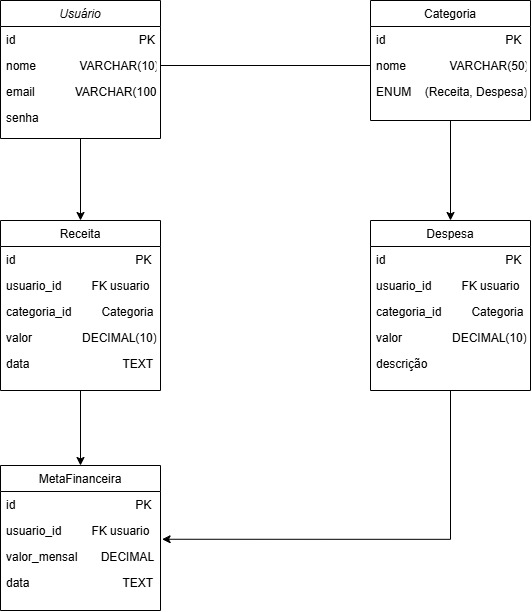 Usuário
id PK
nome VARCHAR(10)
email VARCHAR(100
senha
Categoria
id PK
nome VARCHAR(50)
ENUM (Receita, Despesa)
Receita
id PK
usuario_id FK usuario
categoria_id Categoria
valor DECIMAL(10)
data TEXT
Despesa
id PK
usuario_id FK usuario
categoria_id Categoria
valor DECIMAL(10)
descrição
MetaFinanceira
id PK
usuario_id FK usuario
valor_mensal DECIMAL
data TEXT